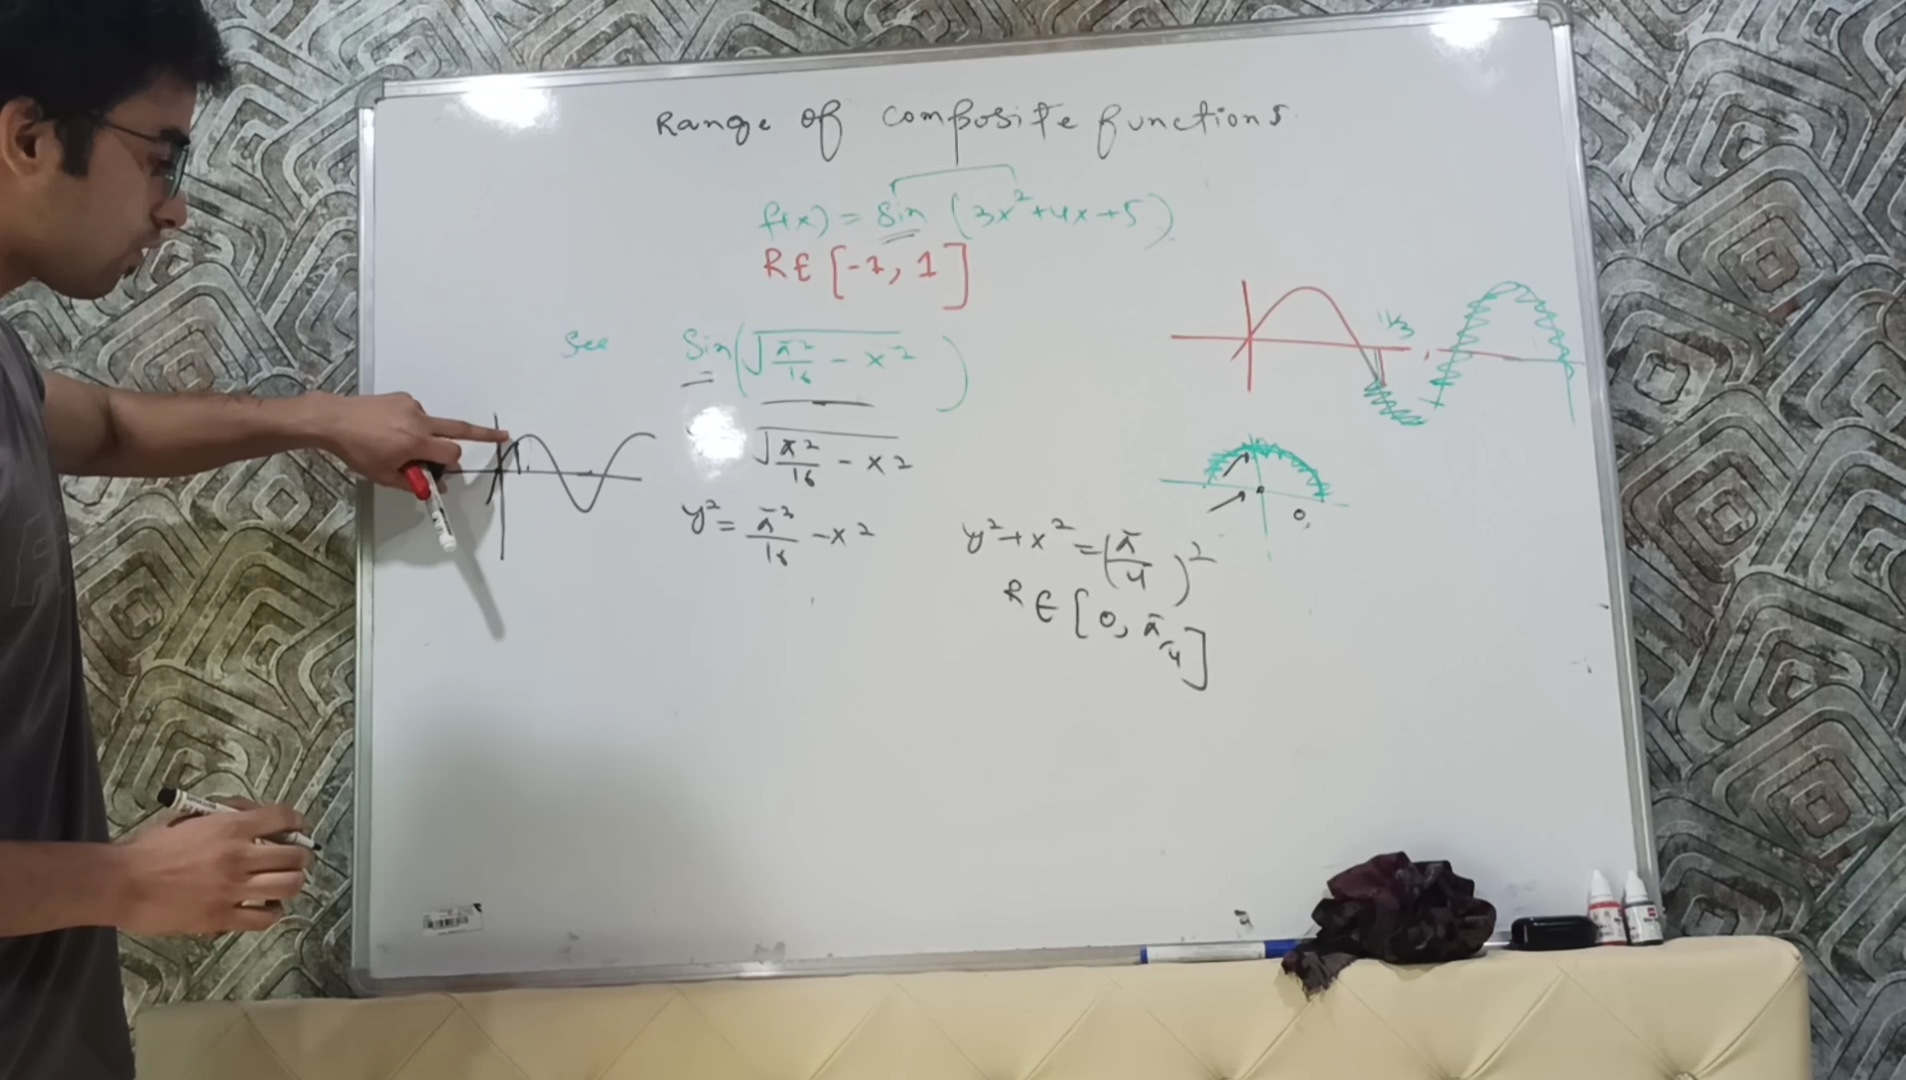 Range of Composite functions
f(x) = Sin (3x²+4x+5)
R ∈ [-1, 1]
See Sin(√(π²/16 - x²))
√(π²/16 - x²)
y² = π²/16 - x²
y²+x² = (π/4)²
R ∈ [0, π/4]
0,